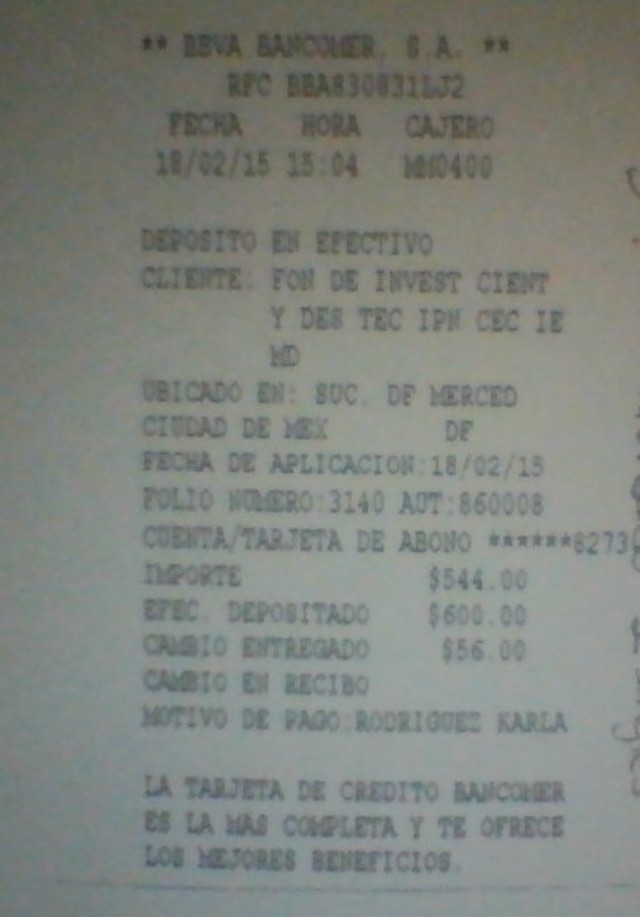 ** BBVA BANCOMER, S.A. **
RFC BBA830831LJ2
FECHA HORA CAJERO
18/02/15 15:04 MM0400
DEPOSITO EN EFECTIVO
CLIENTE: FON DE INVEST CIENT
Y DES TEC IPN CEC IE
MD
UBICADO EN: SUC. DF MERCED
CIUDAD DE MEX DF
FECHA DE APLICACION:18/02/15
FOLIO NUMERO:3140 AUT:860008
CUENTA/TARJETA DE ABONO ******8273
IMPORTE $544.00
EFEC. DEPOSITADO $600.00
CAMBIO ENTREGADO $56.00
CAMBIO EN RECIBO
MOTIVO DE PAGO:RODRIGUEZ KARLA
LA TARJETA DE CREDITO BANCOMER
ES LA MAS COMPLETA Y TE OFRECE
LOS MEJORES BENEFICIOS.